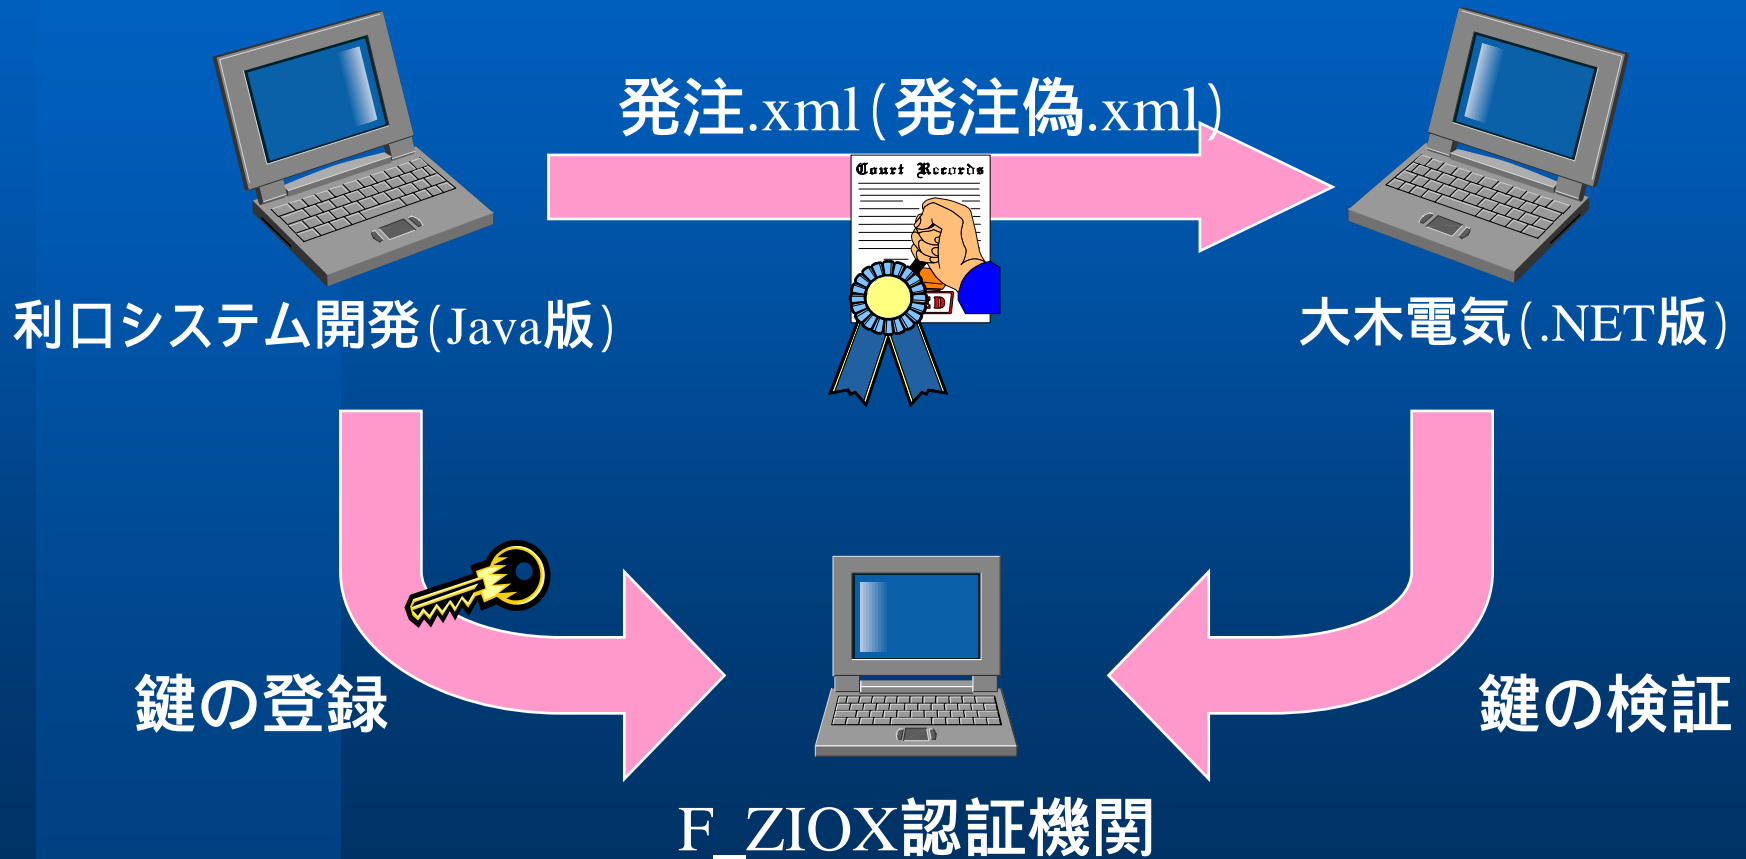 発注.xml(発注偽.xml)
Court Records
D
利口システム開発(Java版)
大木電気(.NET版)
鍵の登録
鍵の検証
F_ZIOX認証機関